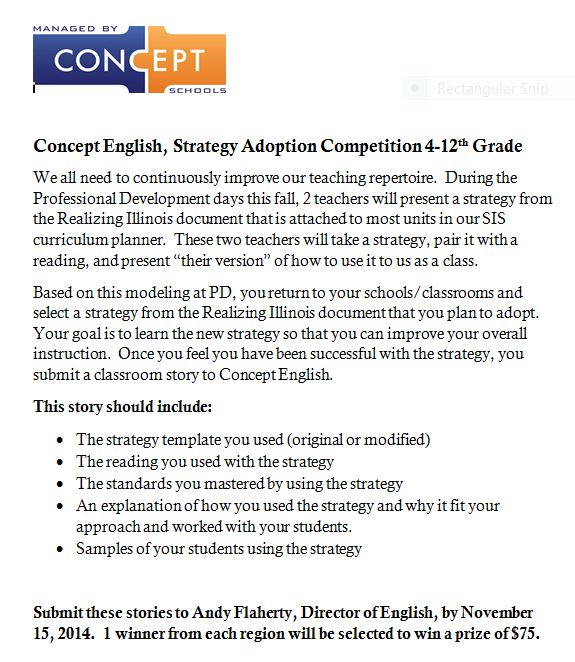 MANAGED BY
CONCEPT
SCHOOLS
Rectangular Snip
Concept English, Strategy Adoption Competition 4-12th Grade
We all need to continuously improve our teaching repertoire. During the
Professional Development days this fall, 2 teachers will present a strategy from
the Realizing Illinois document that is attached to most units in our SIS
curriculum planner. These two teachers will take a strategy, pair it with a
reading, and present “their version” of how to use it to us as a class.
Based on this modeling at PD, you return to your schools/classrooms and
select a strategy from the Realizing Illinois document that you plan to adopt.
Your goal is to learn the new strategy so that you can improve your overall
instruction. Once you feel you have been successful with the strategy, you
submit a classroom story to Concept English.
This story should include:
• The strategy template you used (original or modified)
• The reading you used with the strategy
• The standards you mastered by using the strategy
• An explanation of how you used the strategy and why it fit your
approach and worked with your students.
• Samples of your students using the strategy
Submit these stories to Andy Flaherty, Director of English, by November
15, 2014. 1 winner from each region will be selected to win a prize of $75.